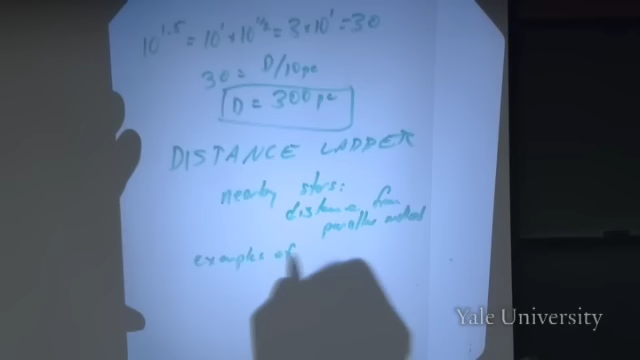 10^1.5 = 10^1 × 10^1/2 = 3 × 10^1 = 30
30 = D/10pc
D = 300 pc
DISTANCE LADDER
nearby stars:
distance from
parallax method
examples of
Yale University